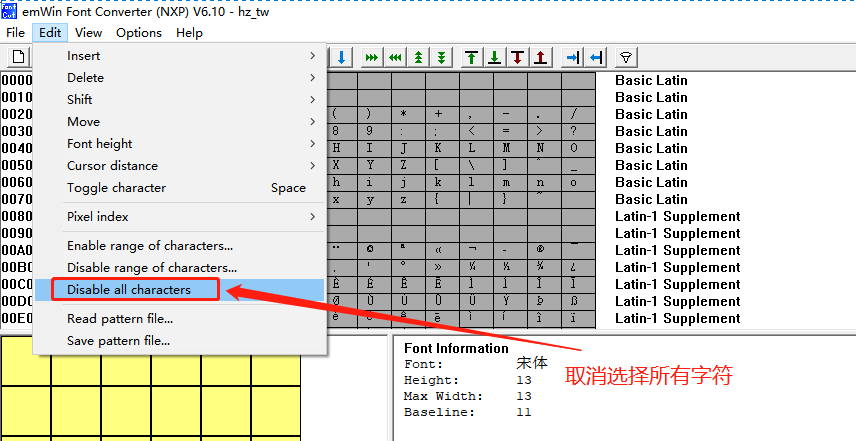 emWin Font Converter (NXP) V6.10 - hz_tw
File Edit View Options Help
Insert
Delete
Shift
Move
Font height
Cursor distance
Toggle character Space
Pixel index
Enable range of characters...
Disable range of characters...
Disable all characters
Read pattern file...
Save pattern file...
0000 Basic Latin
0010 Basic Latin
0020 ( ) * + , - . / Basic Latin
0030 8 9 : ; < = > ? Basic Latin
0040 H I J K L M N O Basic Latin
0050 X Y Z [ \ ] ^ _ Basic Latin
0060 h i j k l m n o Basic Latin
0070 x y z { | } ~ Basic Latin
0080 Latin-1 Supplement
0090 Latin-1 Supplement
00A0 ¨ © ª « ¬ - ® ¯ Latin-1 Supplement
00B0 ¸ ¹ º » ¼ ½ ¾ ¿ Latin-1 Supplement
00C0 Latin-1 Supplement
00D0 Latin-1 Supplement
00E0 Latin-1 Supplement
Font Information
Font: 宋体
Height: 13
Max Width: 13
Baseline: 11
取消选择所有字符